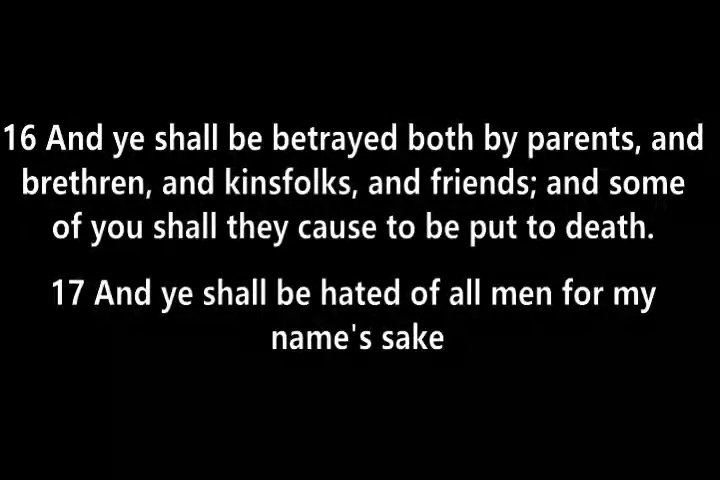 16 And ye shall be betrayed both by parents, and
brethren, and kinsfolks, and friends; and some
of you shall they cause to be put to death.
17 And ye shall be hated of all men for my
name's sake